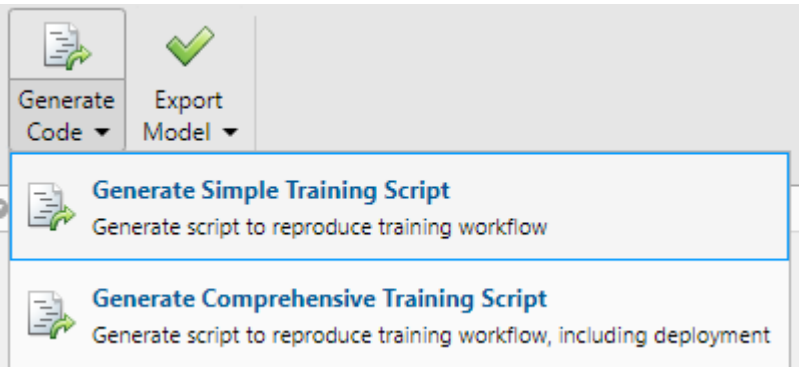 Generate Code
Export Model
Generate Simple Training Script
Generate script to reproduce training workflow
Generate Comprehensive Training Script
Generate script to reproduce training workflow, including deployment